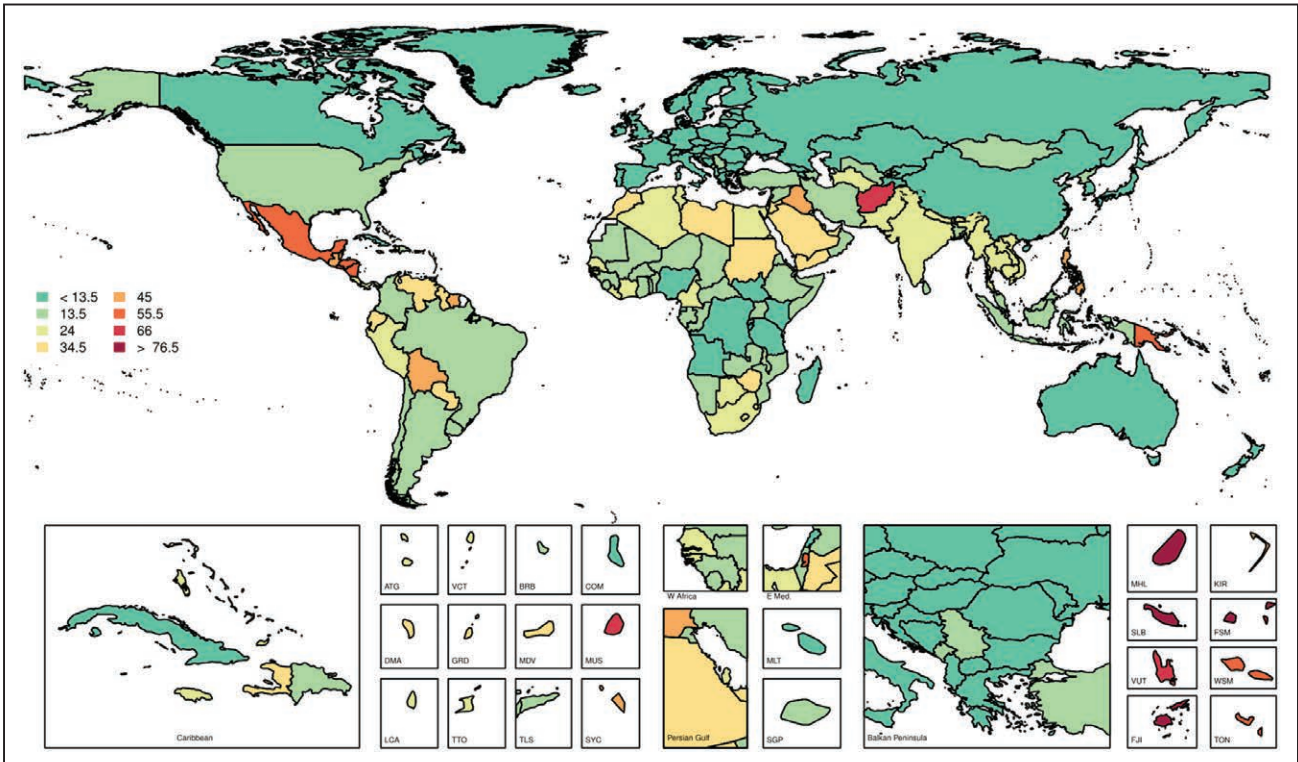 < 13.5
13.5
24
34.5
45
55.5
66
> 76.5
Caribbean
ATG
VCT
BRB
COM
DMA
GRD
MDV
MUS
LCA
TTO
TLS
SYC
W Africa
E Med.
Persian Gulf
MLT
SGP
Balkan Peninsula
MHL
KIR
SLB
FSM
VUT
WSM
FJI
TON